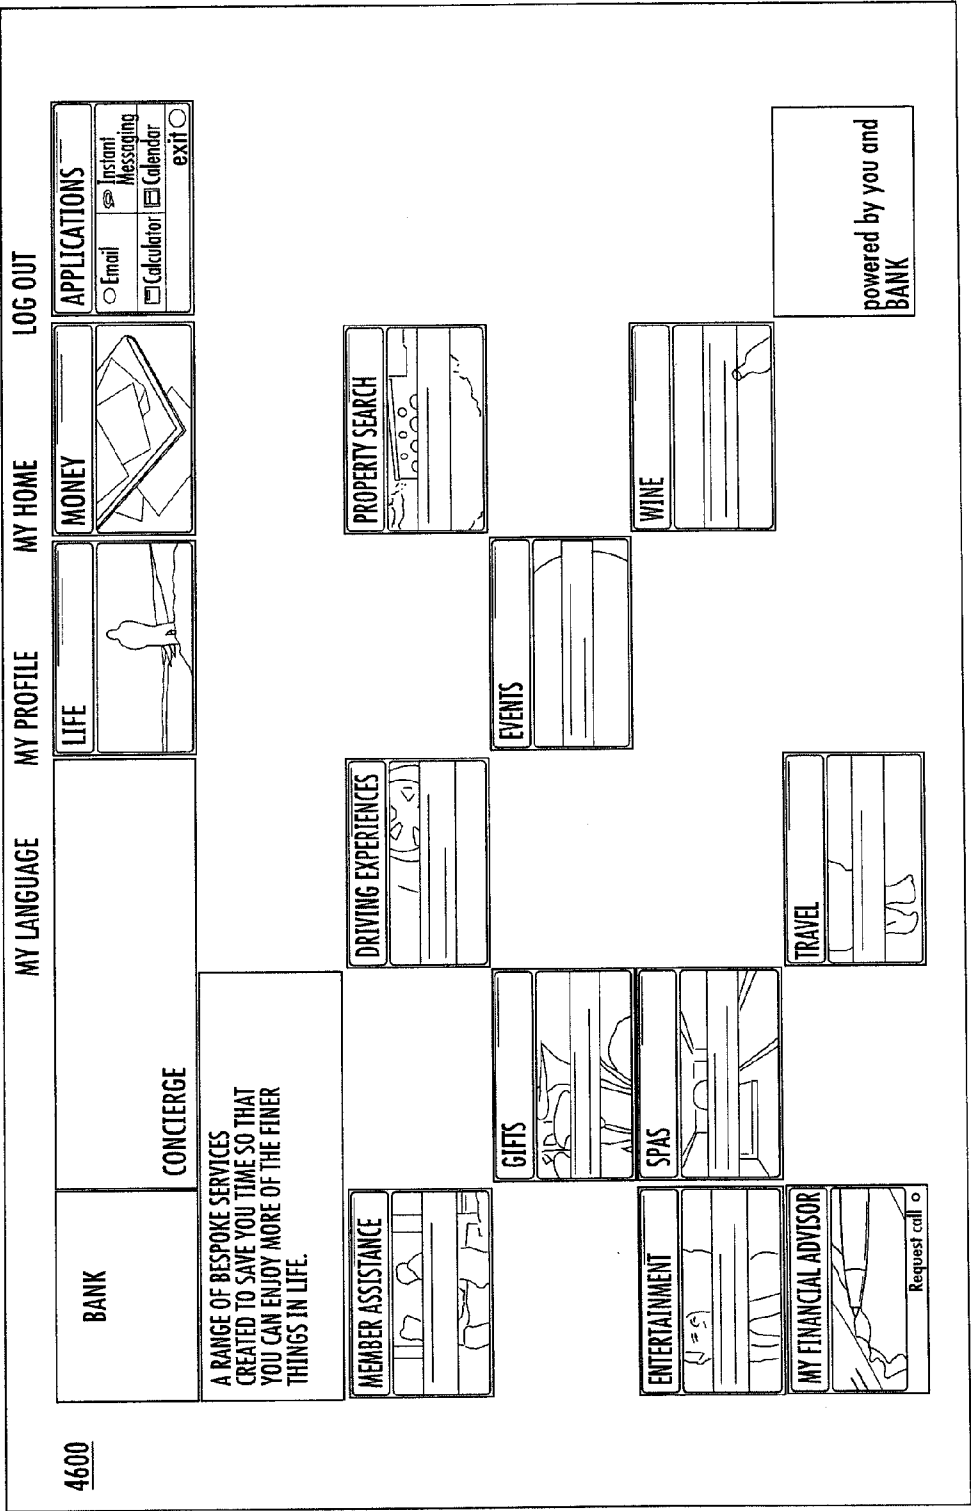 4600
MY LANGUAGE
MY PROFILE
MY HOME
LOG OUT
BANK
CONCIERGE
LIFE
MONEY
APPLICATIONS
Email
Instant
Messaging
Calculator
Calendar
exit
A RANGE OF BESPOKE SERVICES
CREATED TO SAVE YOU TIME SO THAT
YOU CAN ENJOY MORE OF THE FINER
THINGS IN LIFE.
MEMBER ASSISTANCE
DRIVING EXPERIENCES
PROPERTY SEARCH
GIFTS
EVENTS
ENTERTAINMENT
SPAS
WINE
MY FINANCIAL ADVISOR
Request call
TRAVEL
powered by you and
BANK